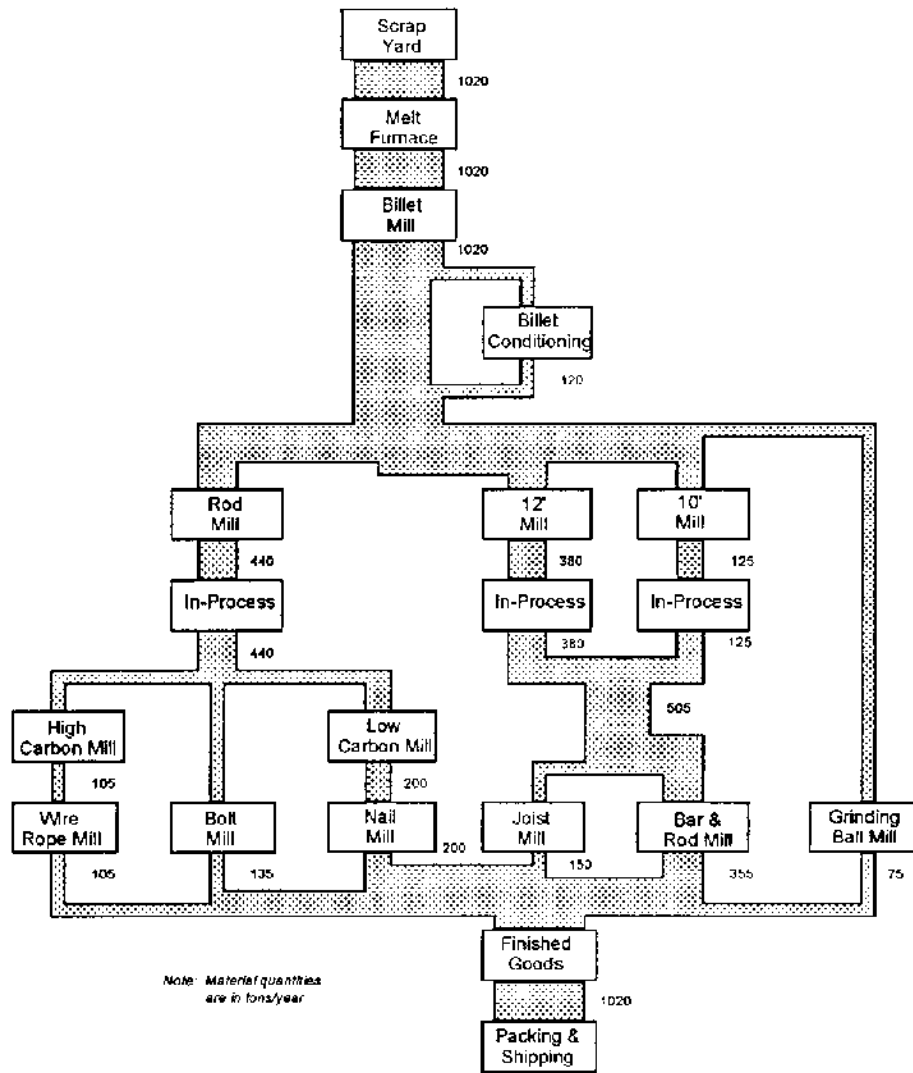 Scrap
Yard
1020
Melt
Furnace
1020
Billet
Mill
1020
Billet
Conditioning
120
Rod
Mill
12'
Mill
10'
Mill
440
380
125
In-Process
In-Process
In-Process
440
380
125
505
High
Carbon Mill
Low
Carbon Mill
105
200
Wire
Rope Mill
Bolt
Mill
Nail
Mill
Joist
Mill
Bar &
Rod Mill
Grinding
Ball Mill
105
135
200
150
355
75
Finished
Goods
Note: Material quantities
are in tons/year
1020
Packing &
Shipping